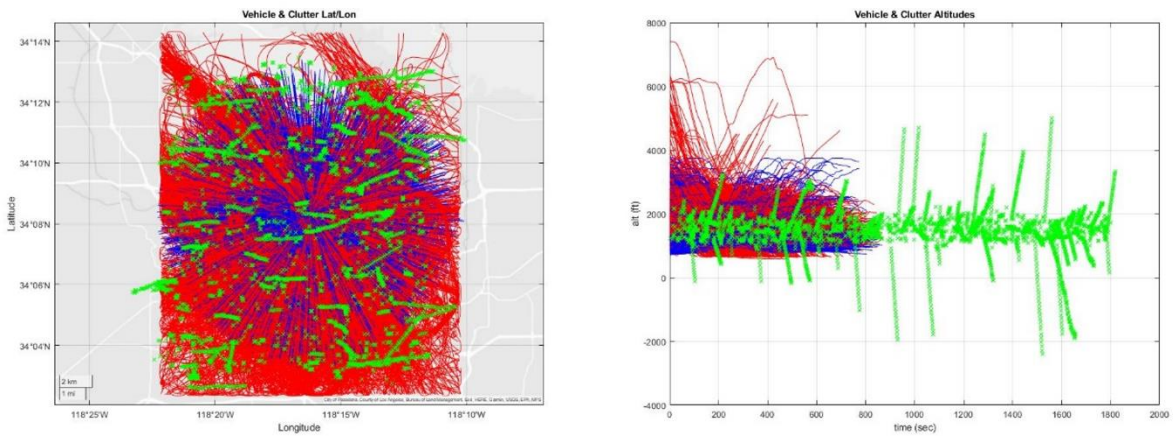 Vehicle & Clutter Lat/Lon
34°14'N
34°12'N
34°10'N
34°08'N
34°06'N
34°04'N
Latitude
2 km
1 mi
118°25'W
118°20'W
118°15'W
118°10'W
Longitude
Vehicle & Clutter Altitudes
8000
6000
4000
2000
0
-2000
-4000
alt (ft)
0
200
400
600
800
1000
1200
1400
1600
1800
2000
time (sec)